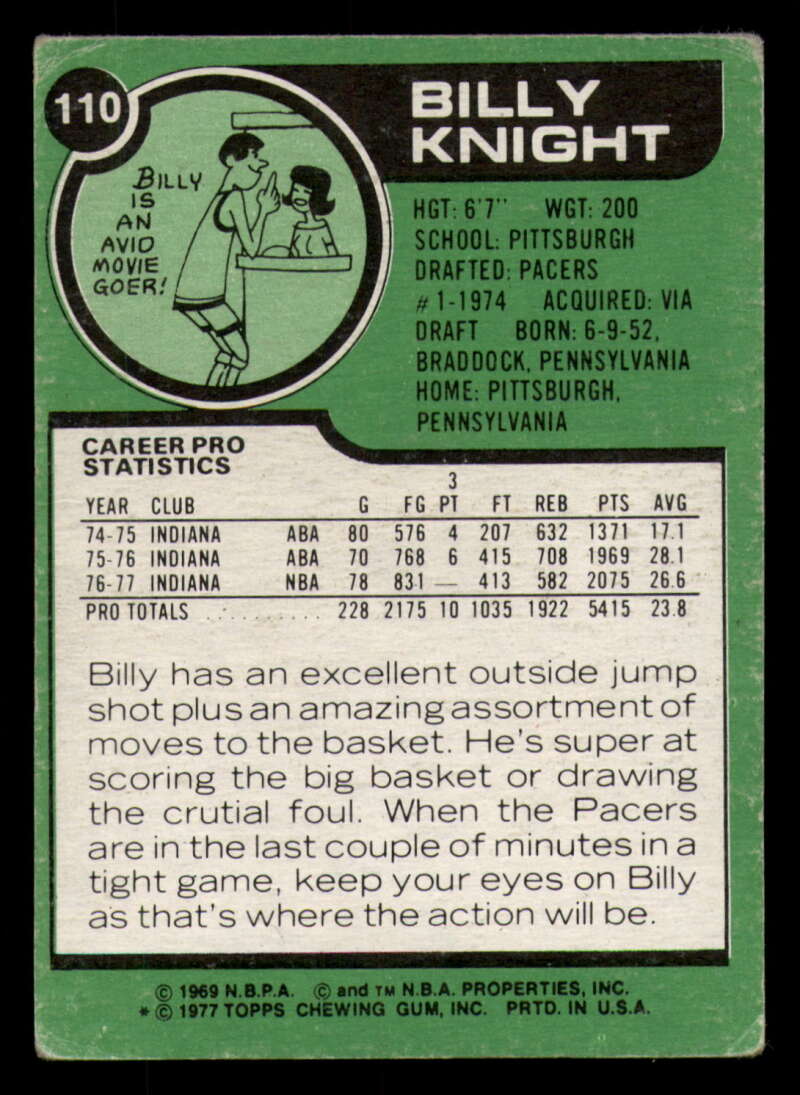 110
BILLY
KNIGHT
BILLY
IS
AN
AVID
MOVIE
GOER!
HGT: 6'7" WGT: 200
SCHOOL: PITTSBURGH
DRAFTED: PACERS
#1-1974 ACQUIRED: VIA
DRAFT BORN: 6-9-52,
BRADDOCK, PENNSYLVANIA
HOME: PITTSBURGH,
PENNSYLVANIA
CAREER PRO
STATISTICS
3
YEAR CLUB G FG PT FT REB PTS AVG
74-75 INDIANA ABA 80 576 4 207 632 1371 17.1
75-76 INDIANA ABA 70 768 6 415 708 1969 28.1
76-77 INDIANA NBA 78 831 — 413 582 2075 26.6
PRO TOTALS ........... 228 2175 10 1035 1922 5415 23.8
Billy has an excellent outside jump
shot plus an amazing assortment of
moves to the basket. He's super at
scoring the big basket or drawing
the crutial foul. When the Pacers
are in the last couple of minutes in a
tight game, keep your eyes on Billy
as that's where the action will be.
© 1969 N.B.P.A. © and TM N.B.A. PROPERTIES, INC.
* © 1977 TOPPS CHEWING GUM, INC. PRTD. IN U.S.A.